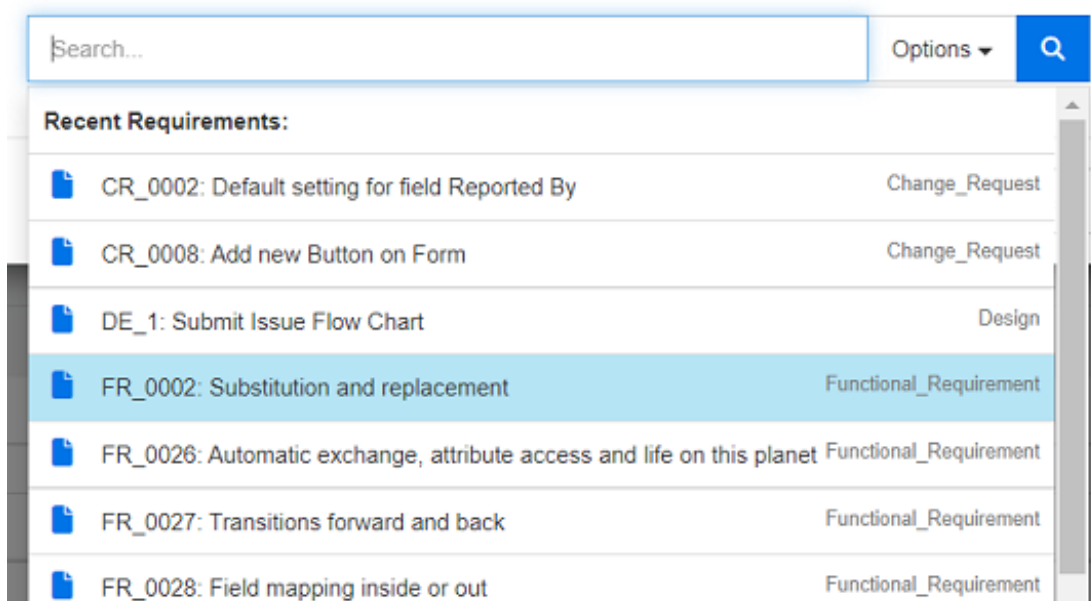 Search...
Options
Recent Requirements:
CR_0002: Default setting for field Reported By Change_Request
CR_0008: Add new Button on Form Change_Request
DE_1: Submit Issue Flow Chart Design
FR_0002: Substitution and replacement Functional_Requirement
FR_0026: Automatic exchange, attribute access and life on this planet Functional_Requirement
FR_0027: Transitions forward and back Functional_Requirement
FR_0028: Field mapping inside or out Functional_Requirement